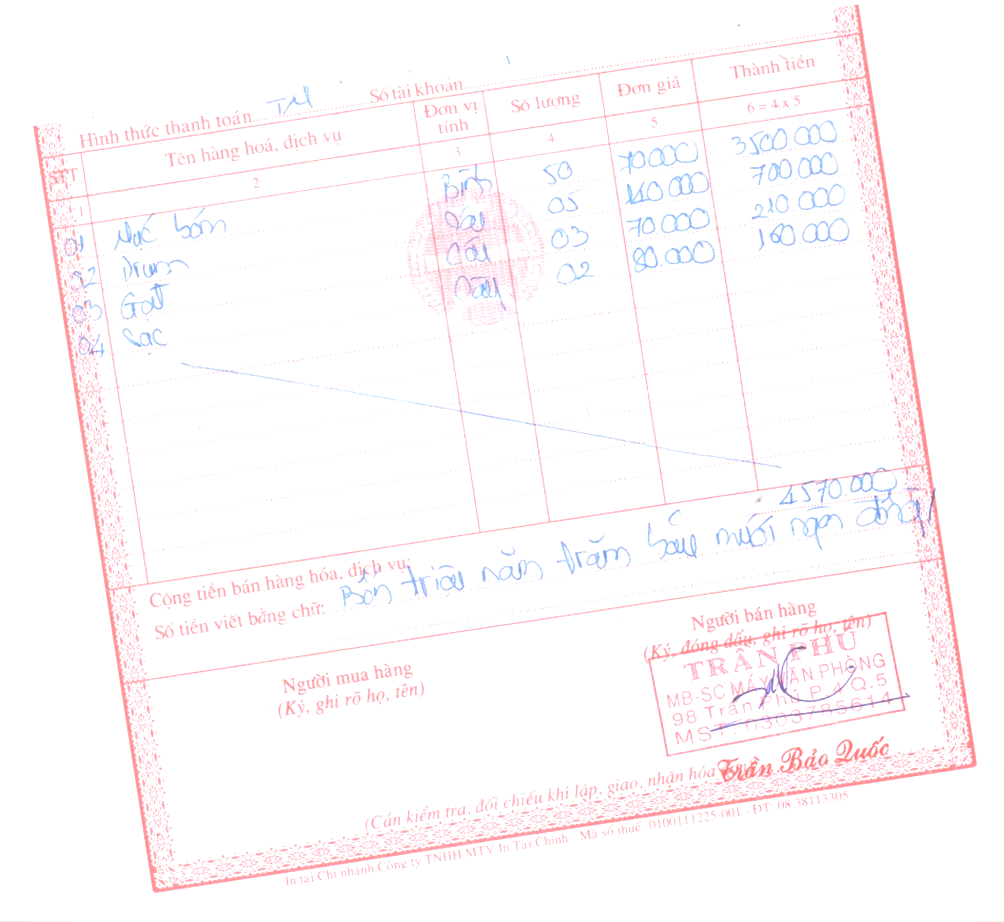 Hình thức thanh toán TM Số tài khoản
STT Tên hàng hoá, dịch vụ Đơn vị tính Số lượng Đơn giá Thành tiền
1 2 3 4 5 6 = 4 x 5
01 Mực bơm Bình 50 70.000 3500.000
02 Drum Cái 05 140.000 700.000
03 Gạt Cái 03 70.000 210.000
04 Sạc Cây 02 80.000 160.000
Cộng tiền bán hàng hóa, dịch vụ: 4570.000
Số tiền viết bằng chữ: Bốn triệu năm trăm bảy mươi ngàn đồng
Người mua hàng
(Ký, ghi rõ họ, tên)
Người bán hàng
(Ký, đóng dấu, ghi rõ họ, tên)
TRẦN PHÚ
MB-SC MÁY VĂN PHÒNG
98 Trần Phú, P. Q.5
MST: 0303785614
Trần Bảo Quốc
(Cần kiểm tra, đối chiếu khi lập, giao, nhận hóa
In tại Chi nhánh Công ty TNHH MTV In Tài Chính - Mã số thuế: 0100111225-001 - ĐT: 08.38113305